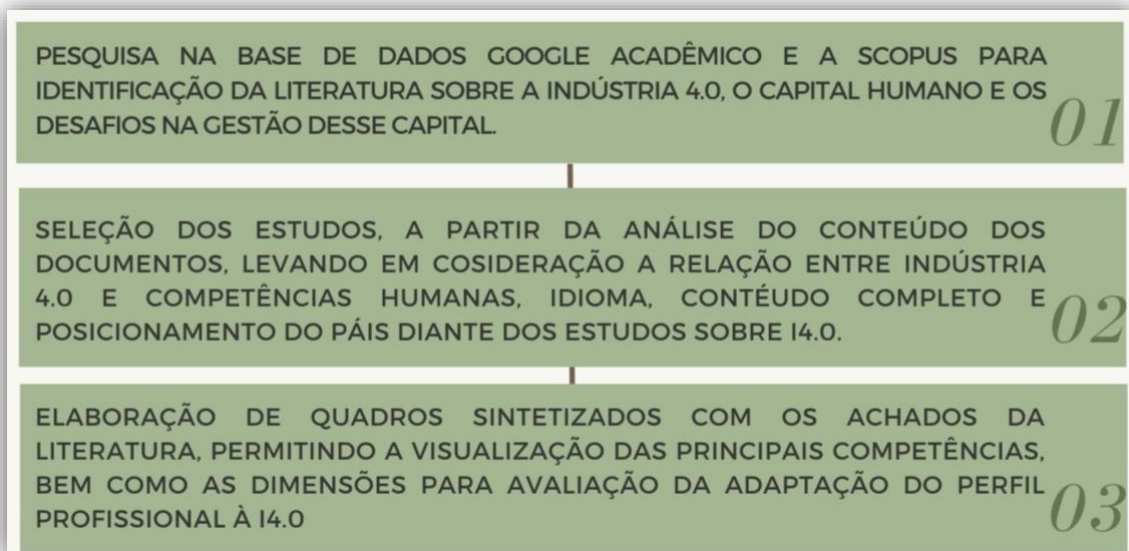 PESQUISA NA BASE DE DADOS GOOGLE ACADÊMICO E A SCOPUS PARA
IDENTIFICAÇÃO DA LITERATURA SOBRE A INDÚSTRIA 4.0, O CAPITAL HUMANO E OS
DESAFIOS NA GESTÃO DESSE CAPITAL.
01
SELEÇÃO DOS ESTUDOS, A PARTIR DA ANÁLISE DO CONTEÚDO DOS
DOCUMENTOS, LEVANDO EM COSIDERAÇÃO A RELAÇÃO ENTRE INDÚSTRIA
4.0 E COMPETÊNCIAS HUMANAS, IDIOMA, CONTÉUDO COMPLETO E
POSICIONAMENTO DO PÁIS DIANTE DOS ESTUDOS SOBRE I4.0.
02
ELABORAÇÃO DE QUADROS SINTETIZADOS COM OS ACHADOS DA
LITERATURA, PERMITINDO A VISUALIZAÇÃO DAS PRINCIPAIS COMPETÊNCIAS,
BEM COMO AS DIMENSÕES PARA AVALIAÇÃO DA ADAPTAÇÃO DO PERFIL
PROFISSIONAL À I4.0
03